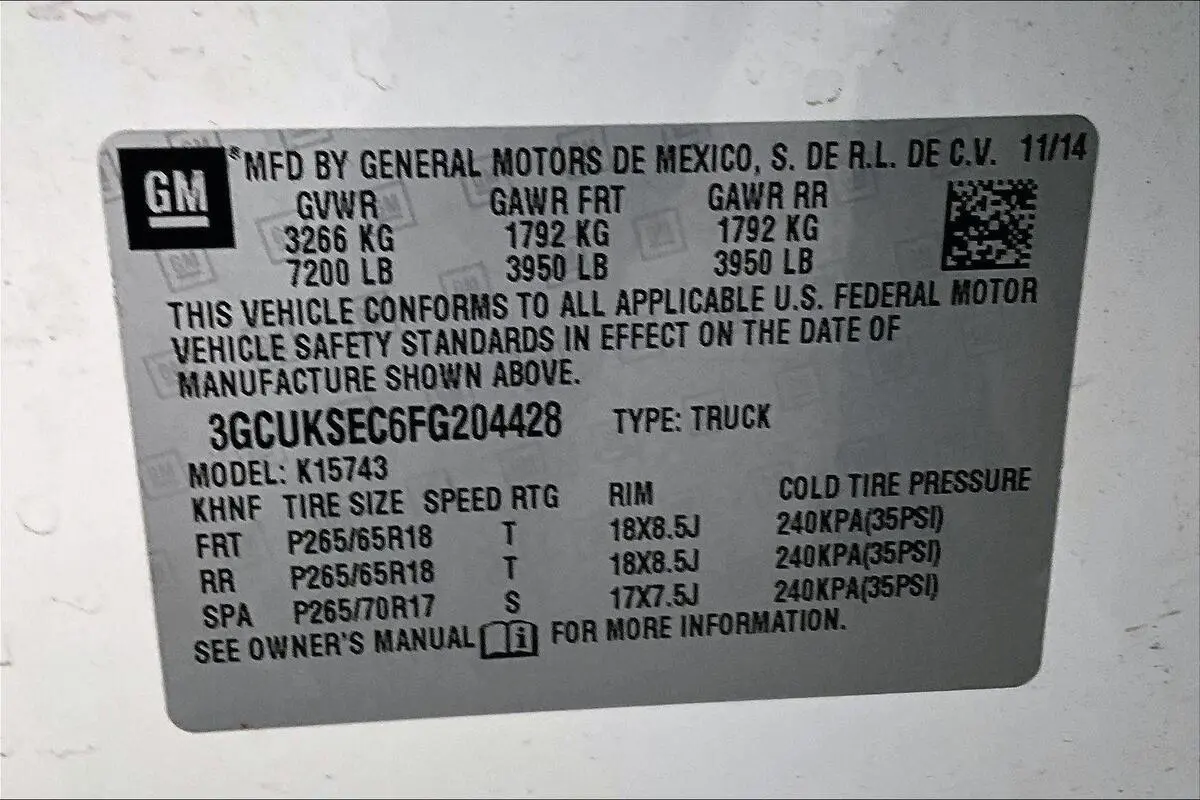 GM
®MFD BY GENERAL MOTORS DE MEXICO, S. DE R.L. DE C.V. 11/14
GVWR GAWR FRT GAWR RR
3266 KG 1792 KG 1792 KG
7200 LB 3950 LB 3950 LB
THIS VEHICLE CONFORMS TO ALL APPLICABLE U.S. FEDERAL MOTOR
VEHICLE SAFETY STANDARDS IN EFFECT ON THE DATE OF
MANUFACTURE SHOWN ABOVE.
3GCUKSEC6FG204428 TYPE: TRUCK
MODEL: K15743
KHNF TIRE SIZE SPEED RTG RIM COLD TIRE PRESSURE
FRT P265/65R18 T 18X8.5J 240KPA(35PSI)
RR P265/65R18 T 18X8.5J 240KPA(35PSI)
SPA P265/70R17 S 17X7.5J 240KPA(35PSI)
SEE OWNER'S MANUAL i FOR MORE INFORMATION.